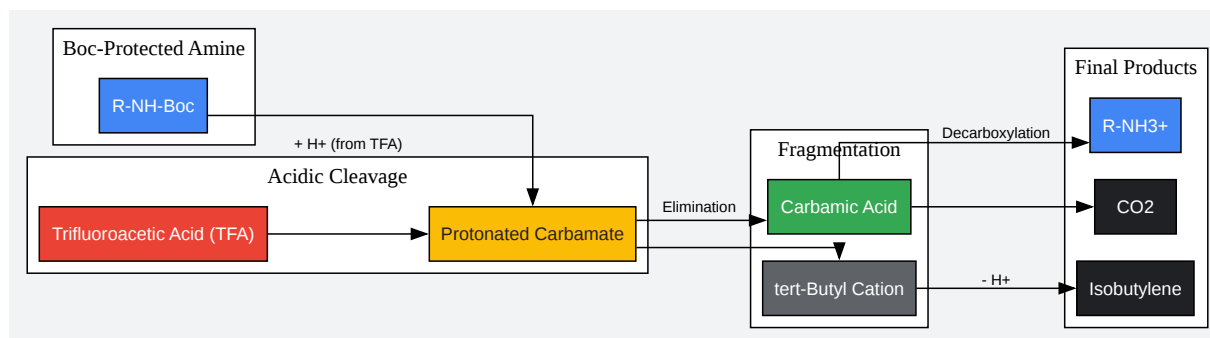 Boc-Protected Amine
R-NH-Boc
+ H+ (from TFA)
Acidic Cleavage
Trifluoroacetic Acid (TFA)
Protonated Carbamate
Elimination
Fragmentation
Carbamic Acid
tert-Butyl Cation
Decarboxylation
- H+
Final Products
R-NH3+
CO2
Isobutylene